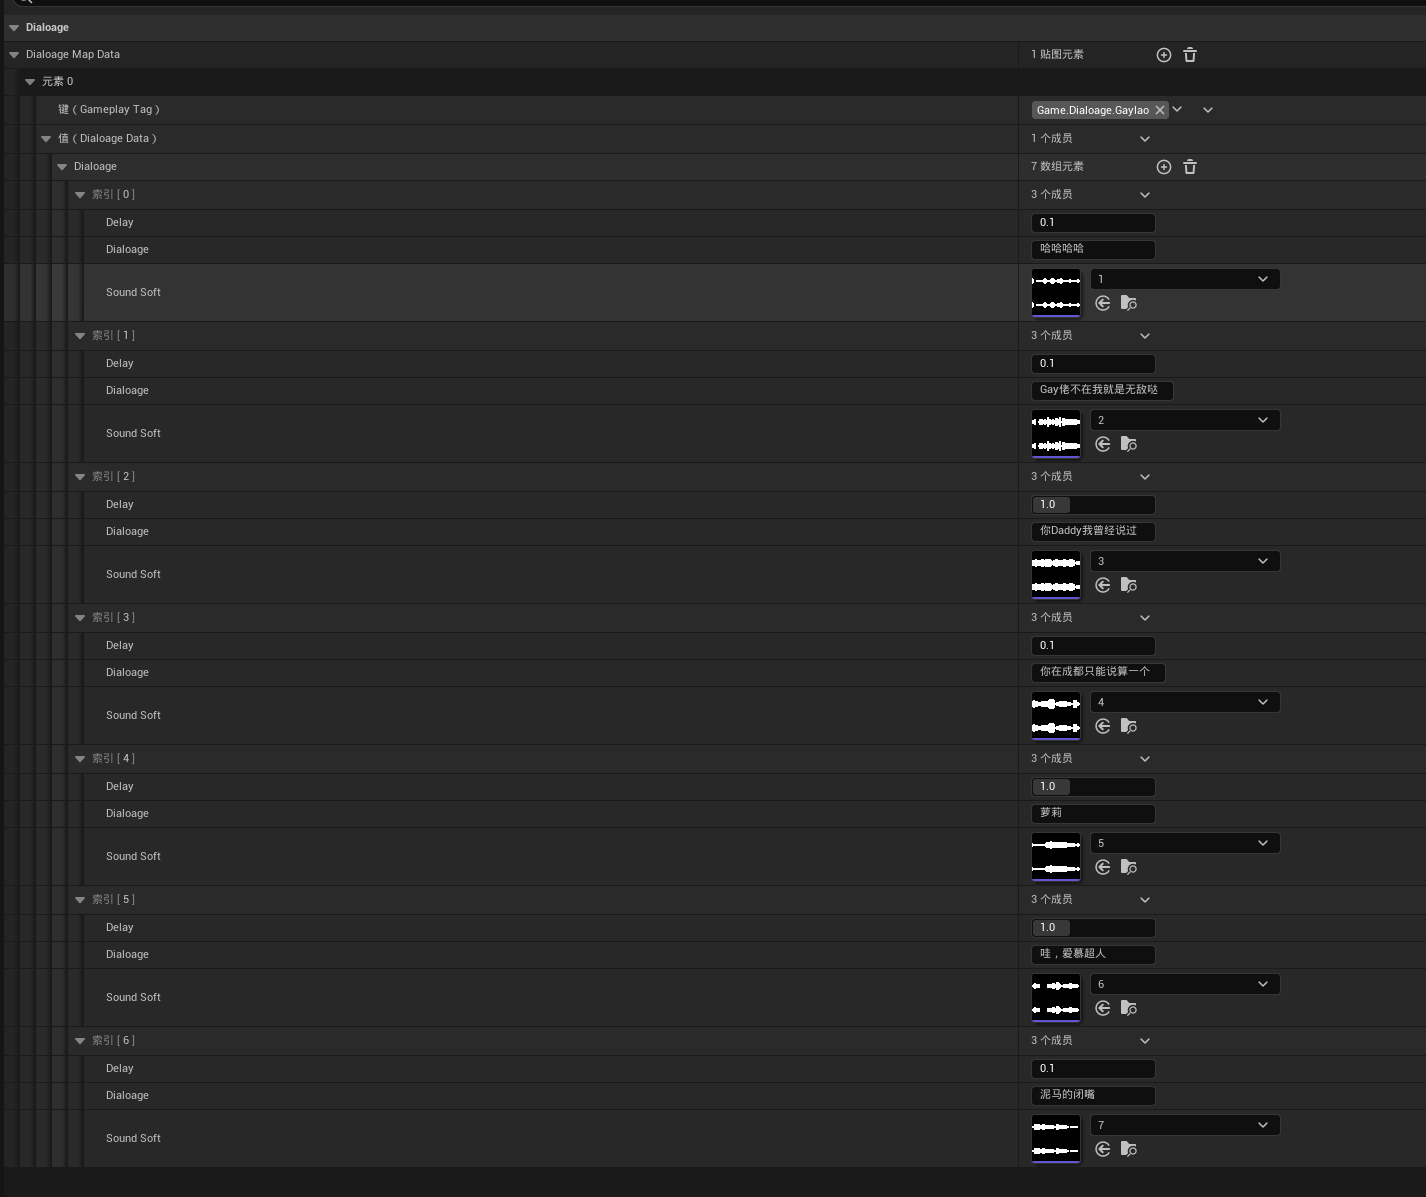 Dialoage
Dialoage Map Data 1 贴图元素
元素 0
键 ( Gameplay Tag ) Game.Dialoage.Gaylao
值 ( Dialoage Data ) 1 个成员
Dialoage 7 数组元素
索引 [ 0 ] 3 个成员
Delay 0.1
Dialoage 哈哈哈哈
Sound Soft 1
索引 [ 1 ] 3 个成员
Delay 0.1
Dialoage Gay佬不在我就是无敌哒
Sound Soft 2
索引 [ 2 ] 3 个成员
Delay 1.0
Dialoage 你Daddy我曾经说过
Sound Soft 3
索引 [ 3 ] 3 个成员
Delay 0.1
Dialoage 你在成都只能说算一个
Sound Soft 4
索引 [ 4 ] 3 个成员
Delay 1.0
Dialoage 萝莉
Sound Soft 5
索引 [ 5 ] 3 个成员
Delay 1.0
Dialoage 哇，爱慕超人
Sound Soft 6
索引 [ 6 ] 3 个成员
Delay 0.1
Dialoage 泥马的闭嘴
Sound Soft 7